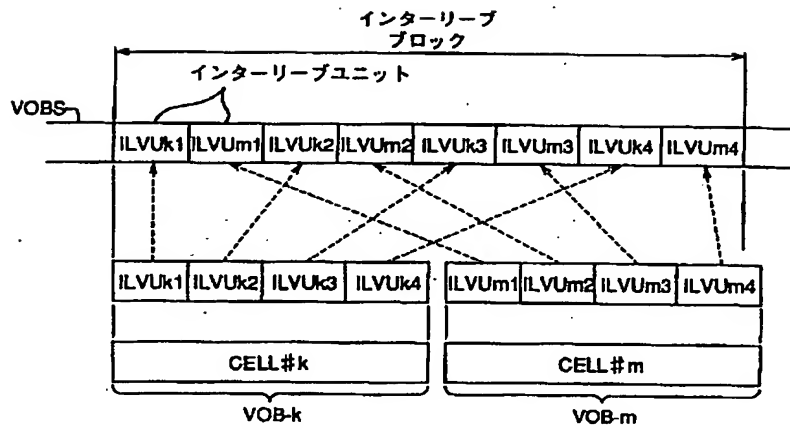 インターリーブ
ブロック
インターリーブユニット
VOBS
ILVUk1 ILVUm1 ILVUk2 ILVUm2 ILVUk3 ILVUm3 ILVUk4 ILVUm4
ILVUk1 ILVUk2 ILVUk3 ILVUk4 ILVUm1 ILVUm2 ILVUm3 ILVUm4
CELL#k CELL#m
VOB-k VOB-m